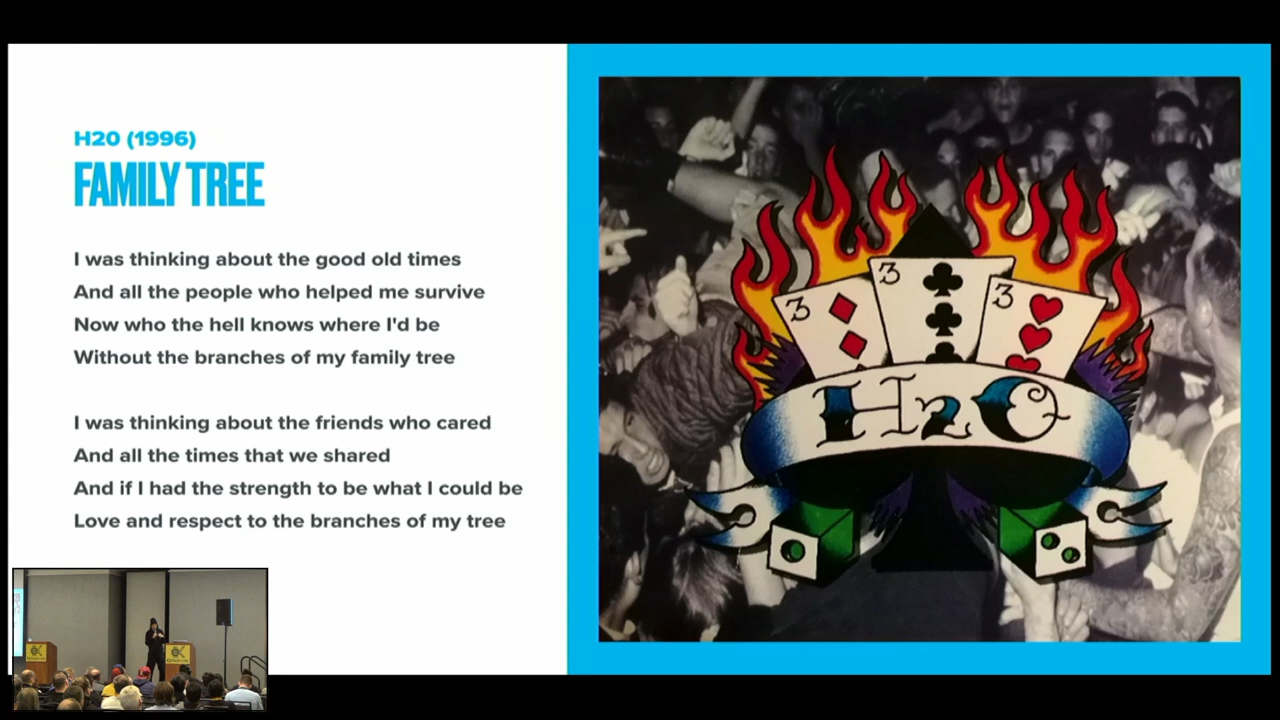 H20 (1996)
FAMILY TREE
I was thinking about the good old times
And all the people who helped me survive
Now who the hell knows where I'd be
Without the branches of my family tree
I was thinking about the friends who cared
And all the times that we shared
And if I had the strength to be what I could be
Love and respect to the branches of my tree
3
3
3
H2O